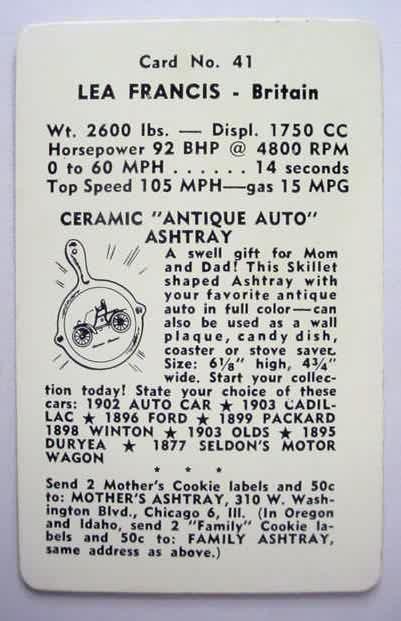 Card No. 41
LEA FRANCIS - Britain
Wt. 2600 lbs. — Displ. 1750 CC
Horsepower 92 BHP @ 4800 RPM
0 to 60 MPH . . . . . . 14 seconds
Top Speed 105 MPH—gas 15 MPG
CERAMIC "ANTIQUE AUTO"
ASHTRAY
A swell gift for Mom
and Dad! This Skillet
shaped Ashtray with
your favorite antique
auto in full color—can
also be used as a wall
plaque, candy dish,
coaster or stove saver.
Size: 6⅛" high, 4¾"
wide. Start your collec-
tion today! State your choice of these
cars: 1902 AUTO CAR ★ 1903 CADIL-
LAC ★ 1896 FORD ★ 1899 PACKARD
1898 WINTON ★ 1903 OLDS ★ 1895
DURYEA ★ 1877 SELDON'S MOTOR
WAGON
* * *
Send 2 Mother's Cookie labels and 50c
to: MOTHER'S ASHTRAY, 310 W. Wash-
ington Blvd., Chicago 6, Ill. (In Oregon
and Idaho, send 2 "Family" Cookie la-
bels and 50c to: FAMILY ASHTRAY,
same address as above.)